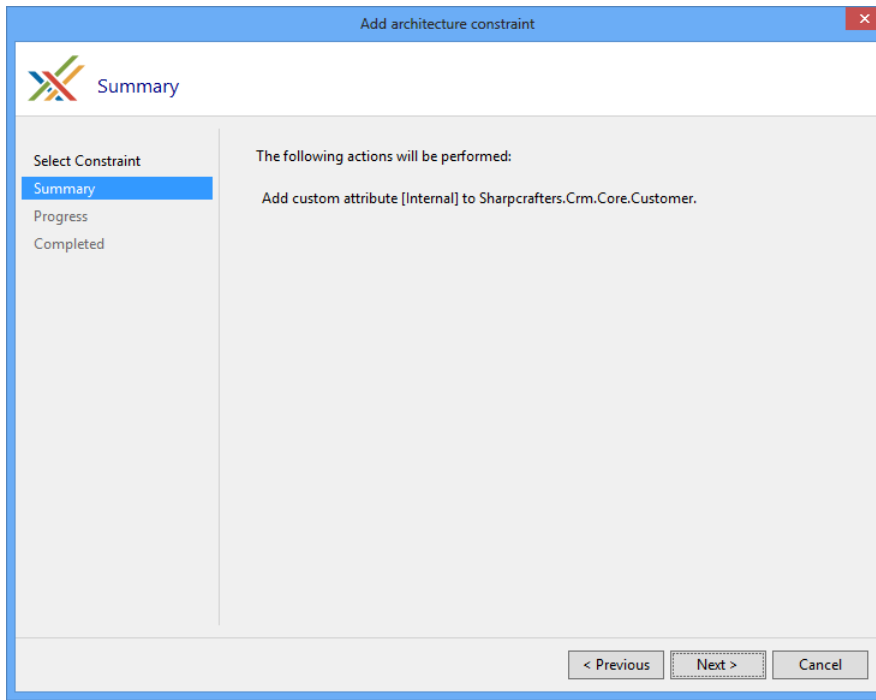 Add architecture constraint
Summary
Select Constraint
Summary
Progress
Completed
The following actions will be performed:
Add custom attribute [Internal] to Sharpcrafters.Crm.Core.Customer.
< Previous
Next >
Cancel